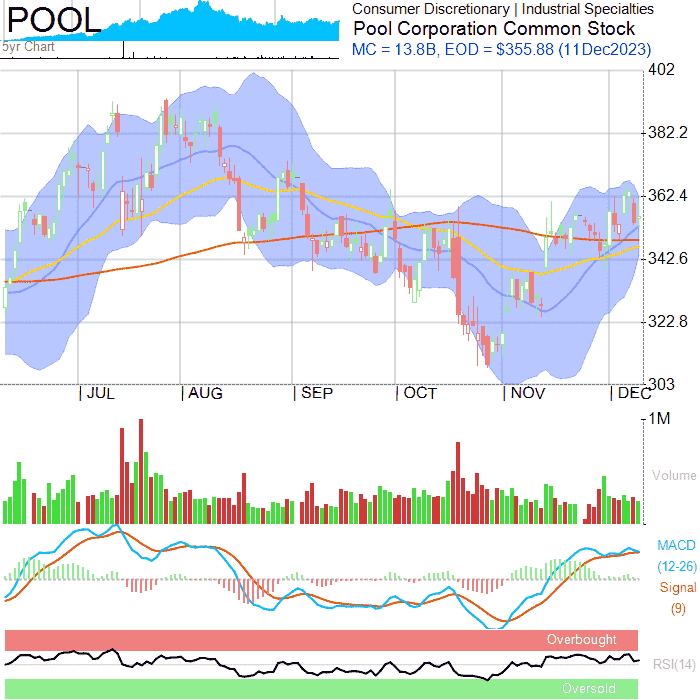 POOL
5yr Chart
Consumer Discretionary | Industrial Specialties
Pool Corporation Common Stock
MC = 13.8B, EOD = $355.88 (11Dec2023)
402
382.2
362.4
342.6
322.8
303
JUL AUG SEP OCT NOV DEC
1M
Volume
MACD
(12-26)
Signal
(9)
Overbought
RSI(14)
Oversold